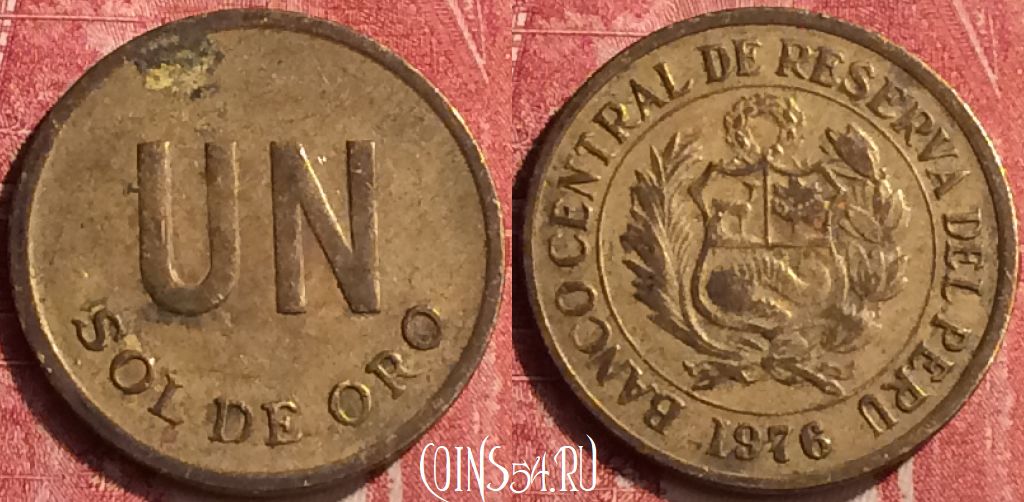 UN
SOL DE ORO
BANCO CENTRAL DE RESERVA DEL PERU
1976
COINS54.RU